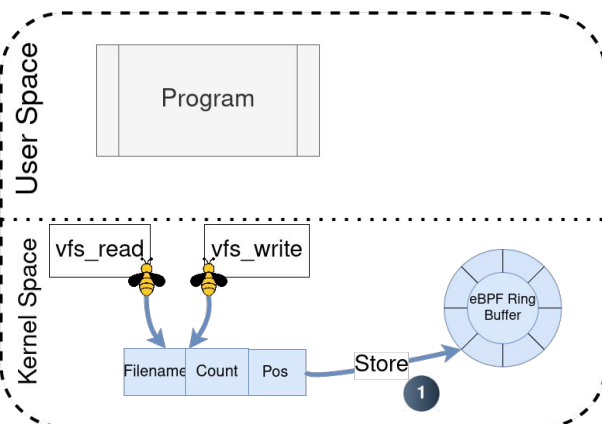 User Space
Program
Kernel Space
vfs_read
vfs_write
eBPF Ring
Buffer
Filename
Count
Pos
Store
1